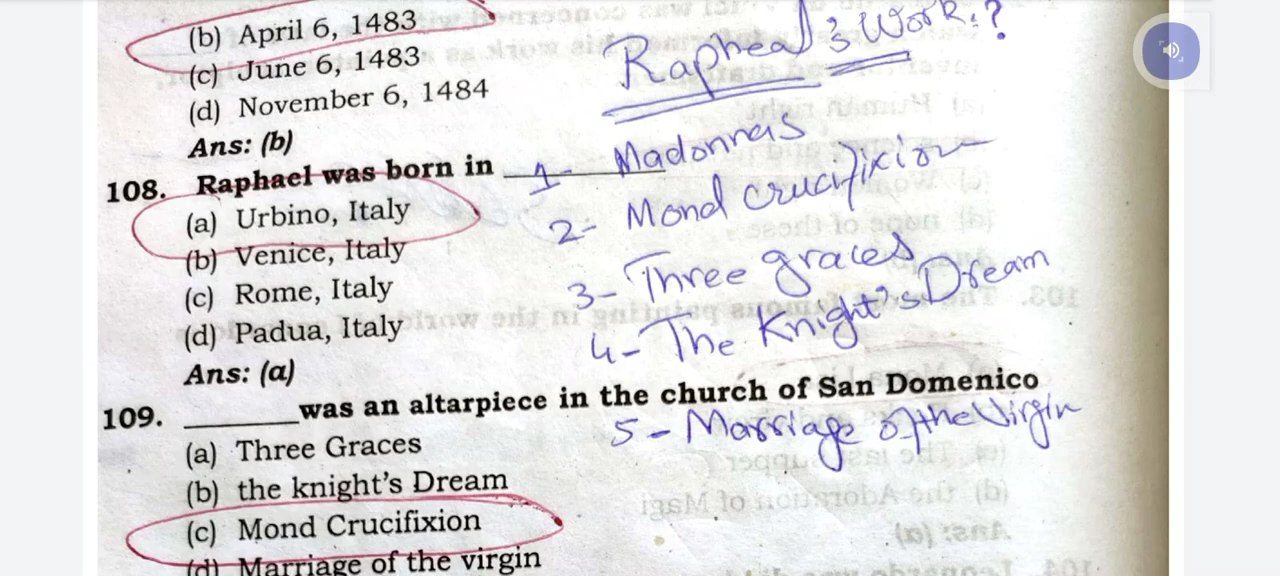 (b) April 6, 1483
(c) June 6, 1483
(d) November 6, 1484
Ans: (b)
108. Raphael was born in ________
(a) Urbino, Italy
(b) Venice, Italy
(c) Rome, Italy
(d) Padua, Italy
Ans: (a)
109. ________was an altarpiece in the church of San Domenico
(a) Three Graces
(b) the knight's Dream
(c) Mond Crucifixion
(d) Marriage of the virgin
Rapheal's Work?
1- Madonnas
2- Mond crucifixion
3- Three graces
4- The Knight's Dream
5- Marriage of the Virgin